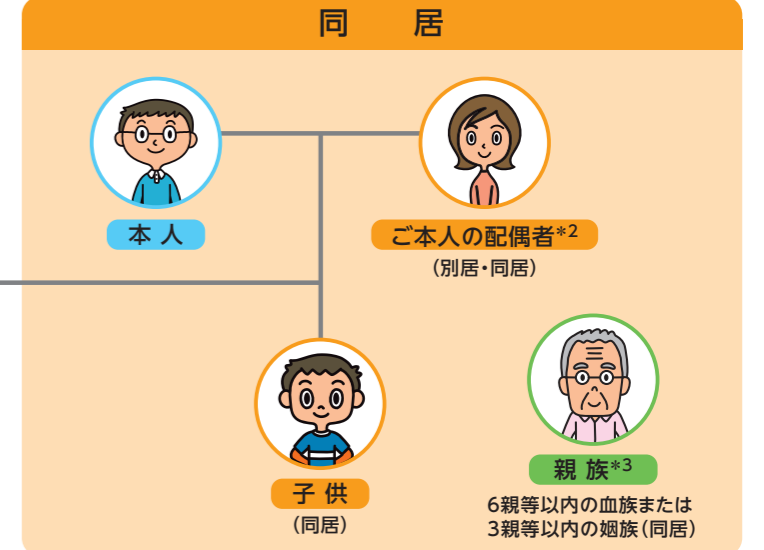 同 居
本 人
ご本人の配偶者*2
（別居・同居）
子 供
（同居）
親 族*3
6親等以内の血族または
3親等以内の姻族（同居）